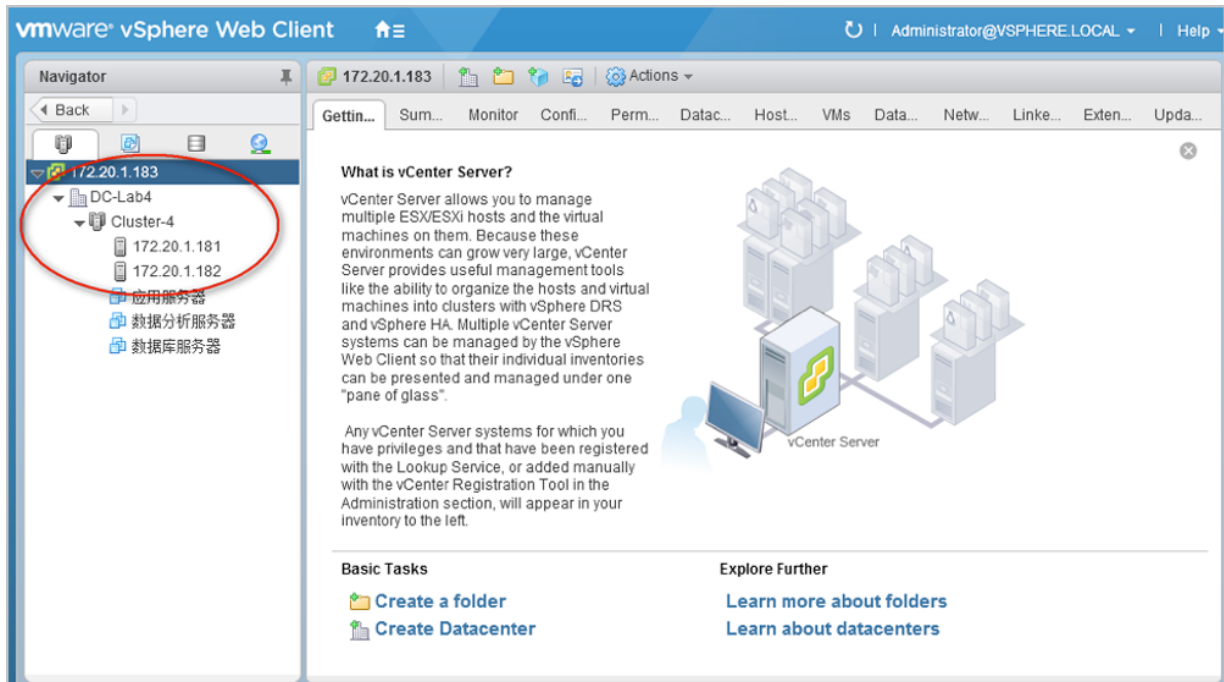 vmware® vSphere Web Client
Administrator@VSPHERE.LOCAL
Help
Navigator
172.20.1.183
Actions
Back
Gettin... Sum... Monitor Confi... Perm... Datac... Host... VMs Data... Netw... Linke... Exten... Upda...
172.20.1.183
DC-Lab4
Cluster-4
172.20.1.181
172.20.1.182
应用服务器
数据分析服务器
数据库服务器
What is vCenter Server?
vCenter Server allows you to manage
multiple ESX/ESXi hosts and the virtual
machines on them. Because these
environments can grow very large, vCenter
Server provides useful management tools
like the ability to organize the hosts and virtual
machines into clusters with vSphere DRS
and vSphere HA. Multiple vCenter Server
systems can be managed by the vSphere
Web Client so that their individual inventories
can be presented and managed under one
"pane of glass".
Any vCenter Server systems for which you
have privileges and that have been registered
with the Lookup Service, or added manually
with the vCenter Registration Tool in the
Administration section, will appear in your
inventory to the left.
vCenter Server
Basic Tasks
Create a folder
Create Datacenter
Explore Further
Learn more about folders
Learn about datacenters